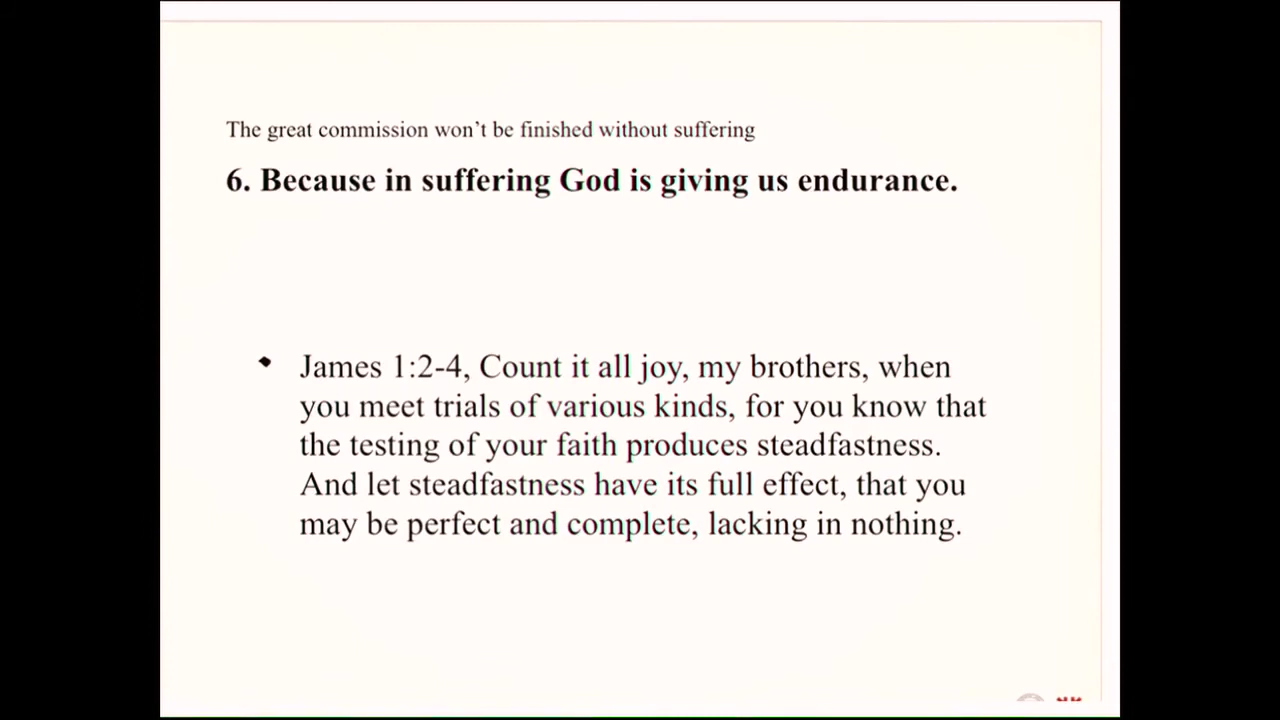 The great commission won’t be finished without suffering
6. Because in suffering God is giving us endurance.
James 1:2-4, Count it all joy, my brothers, when
you meet trials of various kinds, for you know that
the testing of your faith produces steadfastness.
And let steadfastness have its full effect, that you
may be perfect and complete, lacking in nothing.